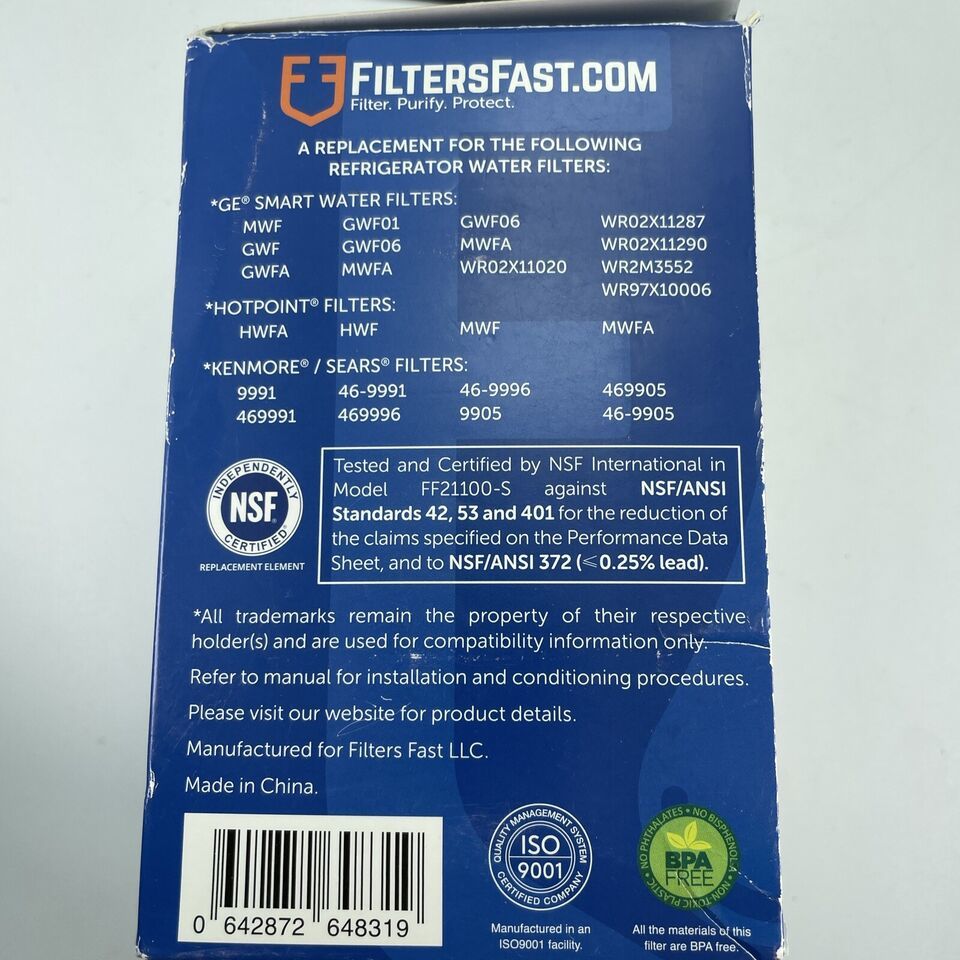 FF FILTERSFAST.COM
Filter. Purify. Protect.
A REPLACEMENT FOR THE FOLLOWING
REFRIGERATOR WATER FILTERS:
*GE® SMART WATER FILTERS:
MWF GWF01 GWF06 WR02X11287
GWF GWF06 MWFA WR02X11290
GWFA MWFA WR02X11020 WR2M3552
WR97X10006
*HOTPOINT® FILTERS:
HWFA HWF MWF MWFA
*KENMORE® / SEARS® FILTERS:
9991 46-9991 46-9996 469905
469991 469996 9905 46-9905
INDEPENDENTLY
NSF®
CERTIFIED
REPLACEMENT ELEMENT
Tested and Certified by NSF International in
Model FF21100-S against NSF/ANSI
Standards 42, 53 and 401 for the reduction of
the claims specified on the Performance Data
Sheet, and to NSF/ANSI 372 (⩽0.25% lead).
*All trademarks remain the property of their respective
holder(s) and are used for compatibility information only.
Refer to manual for installation and conditioning procedures.
Please visit our website for product details.
Manufactured for Filters Fast LLC.
Made in China.
0 642872 648319
QUALITY MANAGEMENT SYSTEM
ISO
9001
CERTIFIED COMPANY
Manufactured in an
ISO9001 facility.
NO PHTHALATES • NO BISPHENOL-A • NON-TOXIC PLASTIC •
BPA
FREE
All the materials of this
filter are BPA free.